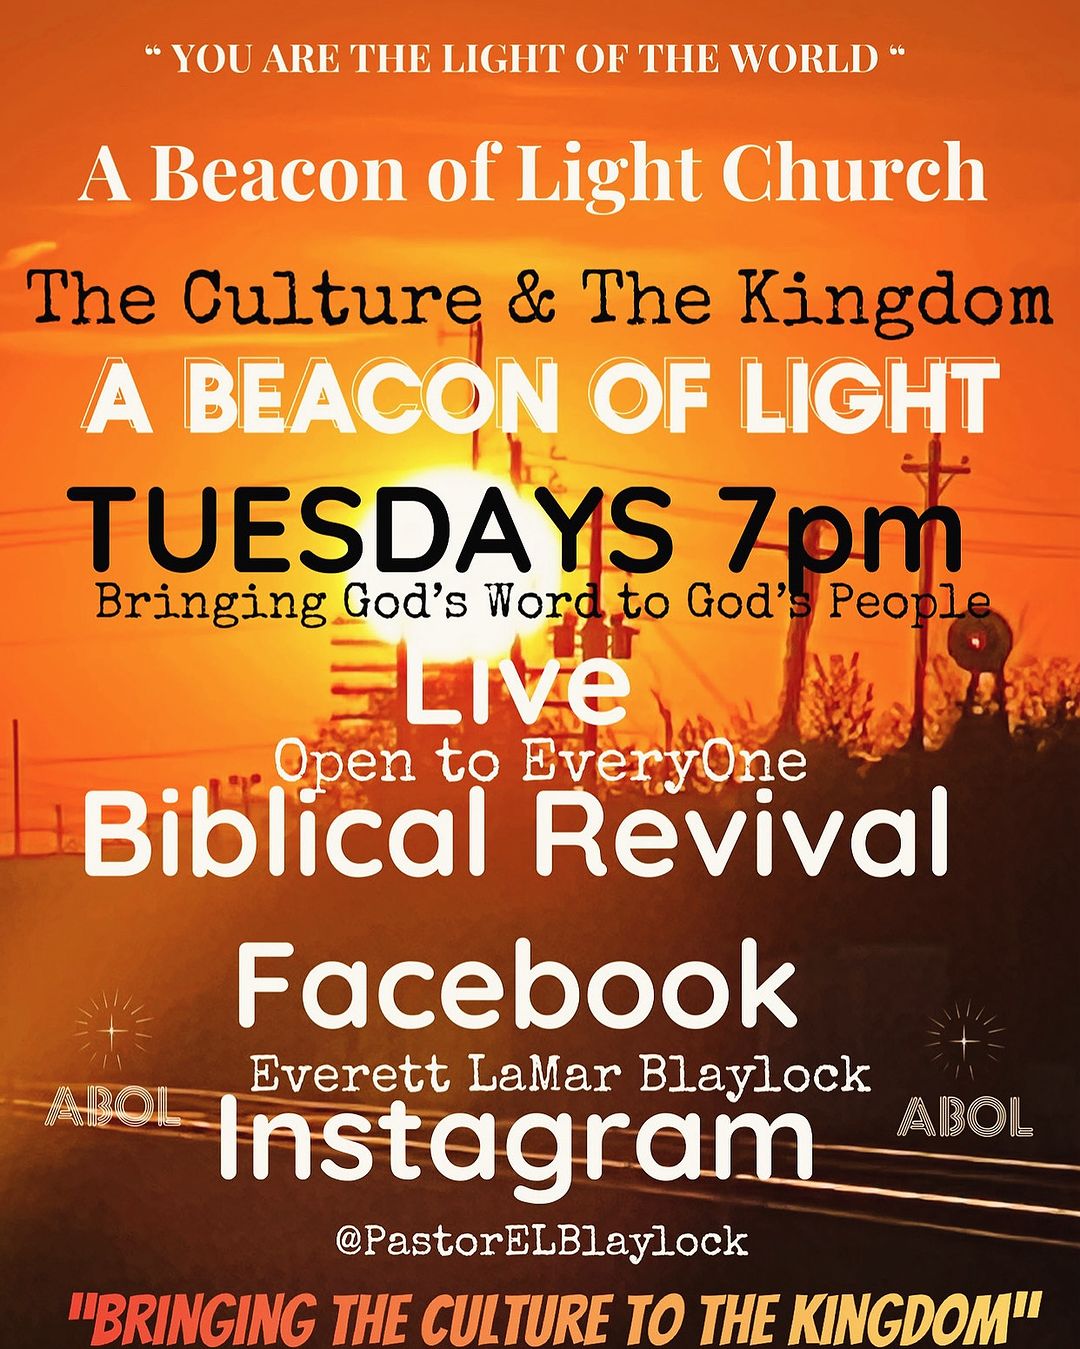 “ YOU ARE THE LIGHT OF THE WORLD “
A Beacon of Light Church
The Culture & The Kingdom
A BEACON OF LIGHT
TUESDAYS 7pm
Bringing God’s Word to God’s People
Live
Open to EveryOne
Biblical Revival
Facebook
Everett LaMar Blaylock
ABOL
ABOL
Instagram
@PastorELBlaylock
"BRINGING THE CULTURE TO THE KINGDOM"